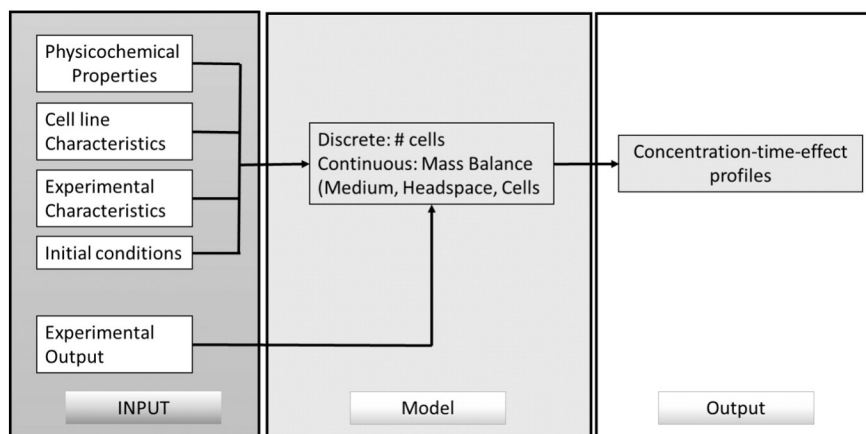 Physicochemical
Properties
Cell line
Characteristics
Experimental
Characteristics
Initial conditions
Experimental
Output
INPUT
Discrete: # cells
Continuous: Mass Balance
(Medium, Headspace, Cells
Model
Concentration-time-effect
profiles
Output